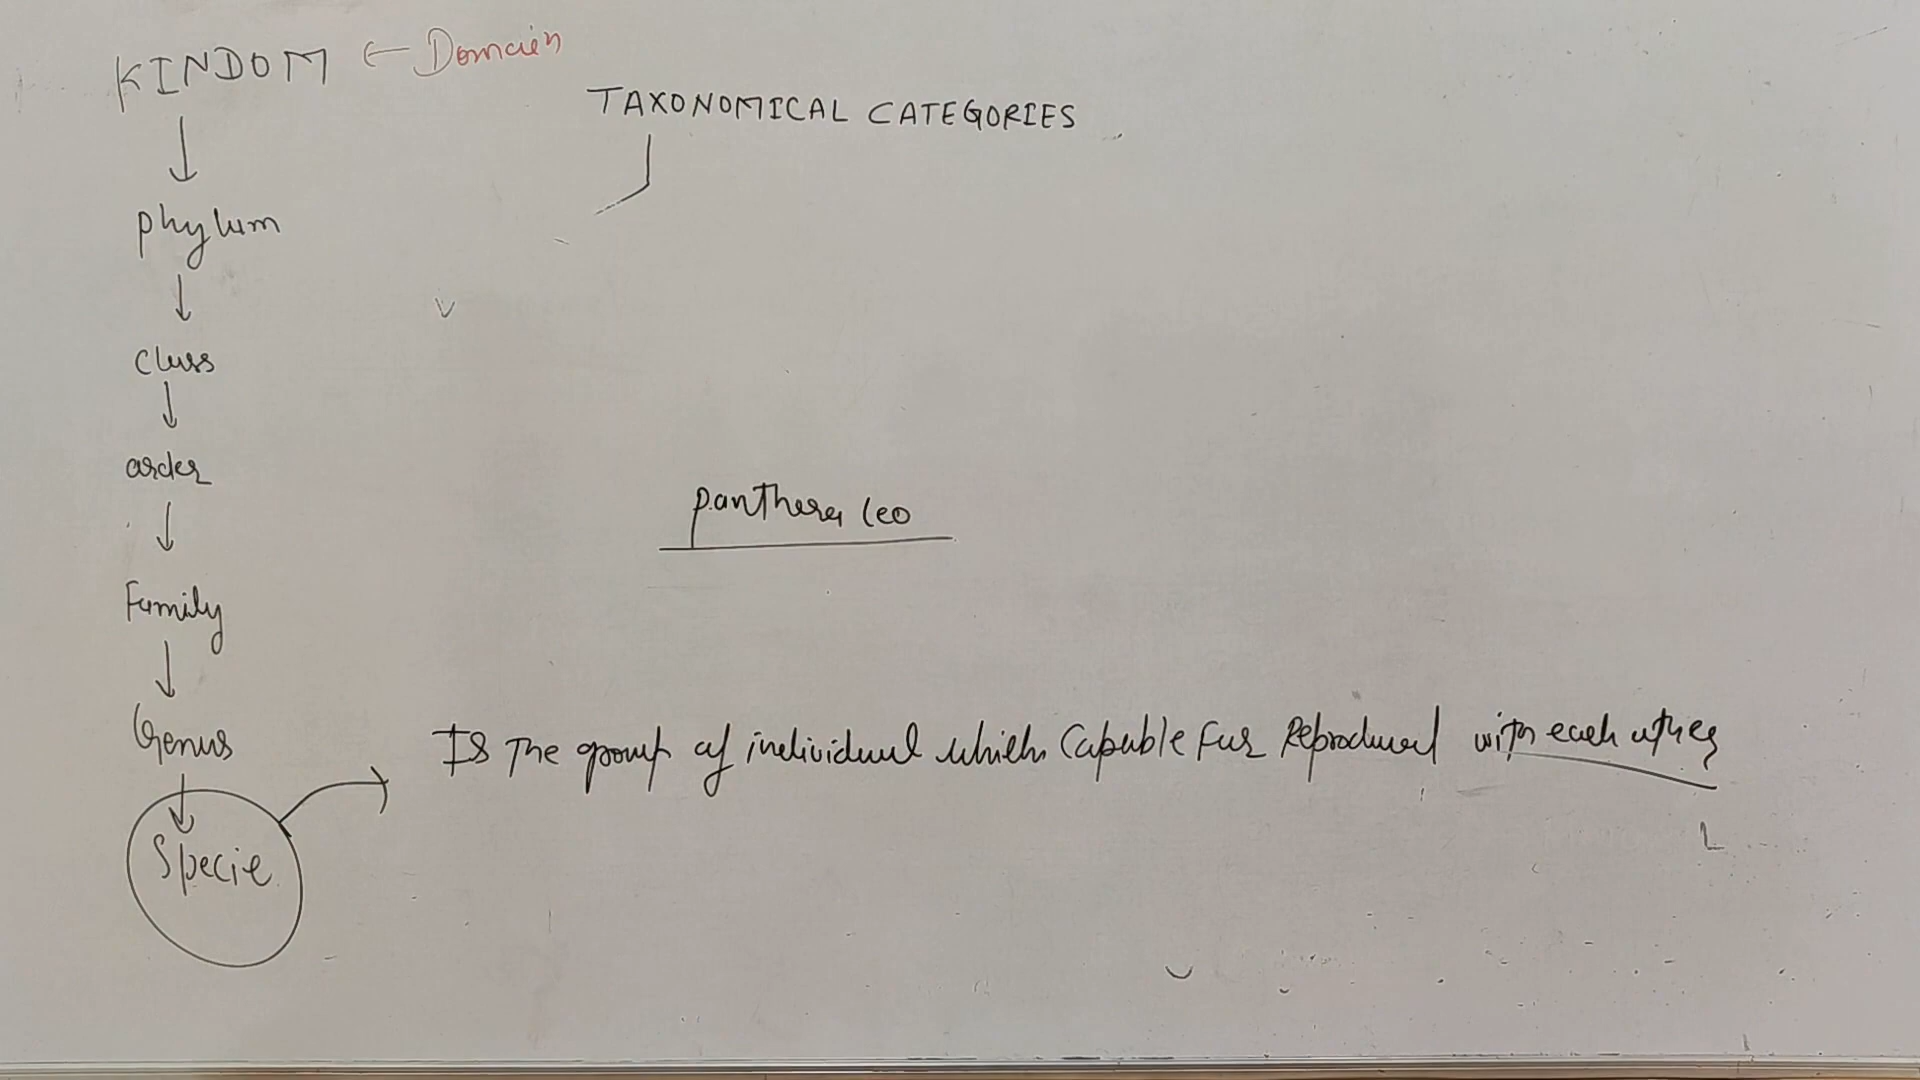 KINDOM ← Domain
TAXONOMICAL CATEGORIES
Phylum
Class
order
Family
Genus
Specie
Panthera leo
Is The group of individual which Capable For Reproduced with each other